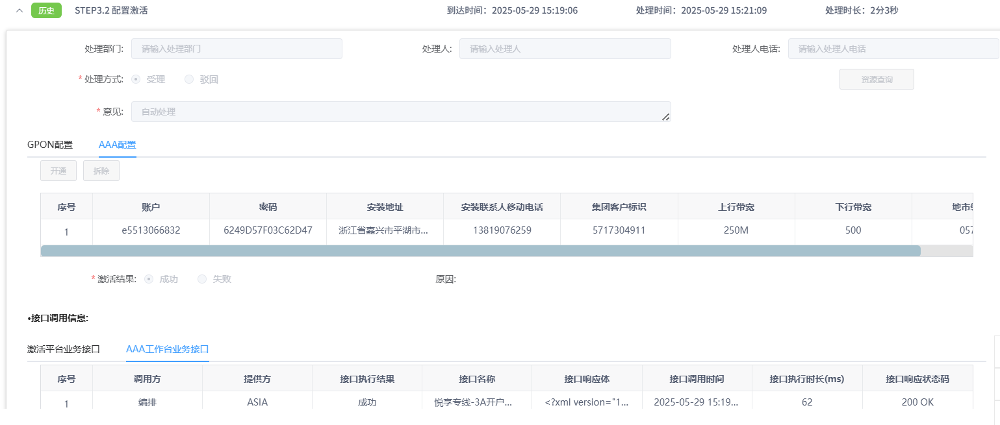 历史 STEP3.2 配置激活 到达时间：2025-05-29 15:19:06 处理时间：2025-05-29 15:21:09 处理时长：2分3秒
处理部门: 请输入处理部门 处理人: 请输入处理人 处理人电话: 请输入处理人电话
* 处理方式: 受理 驳回 资源查询
* 意见: 自动处理
GPON配置 AAA配置
开通 拆除
序号 账户 密码 安装地址 安装联系人移动电话 集团客户标识 上行带宽 下行带宽 地市
1 e5513066832 6249D57F03C62D47 浙江省嘉兴市平湖市... 13819076259 5717304911 250M 500 057
* 激活结果: 成功 失败 原因:
•接口调用信息:
激活平台业务接口 AAA工作台业务接口
序号 调用方 提供方 接口执行结果 接口名称 接口响应体 接口调用时间 接口执行时长(ms) 接口响应状态码
1 编排 ASIA 成功 悦享专线-3A开户... <?xml version="1... 2025-05-29 15:19... 62 200 OK